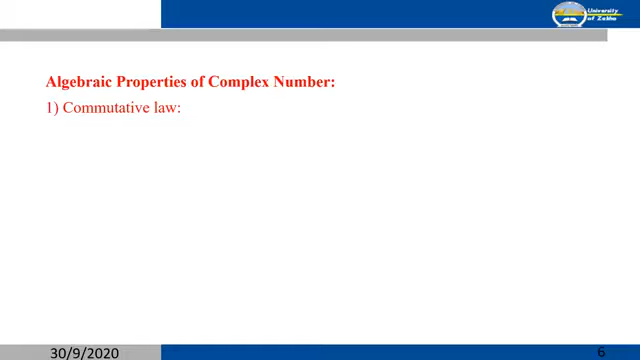 University
of Zakho
Algebraic Properties of Complex Number:
1) Commutative law:
30/9/2020
6